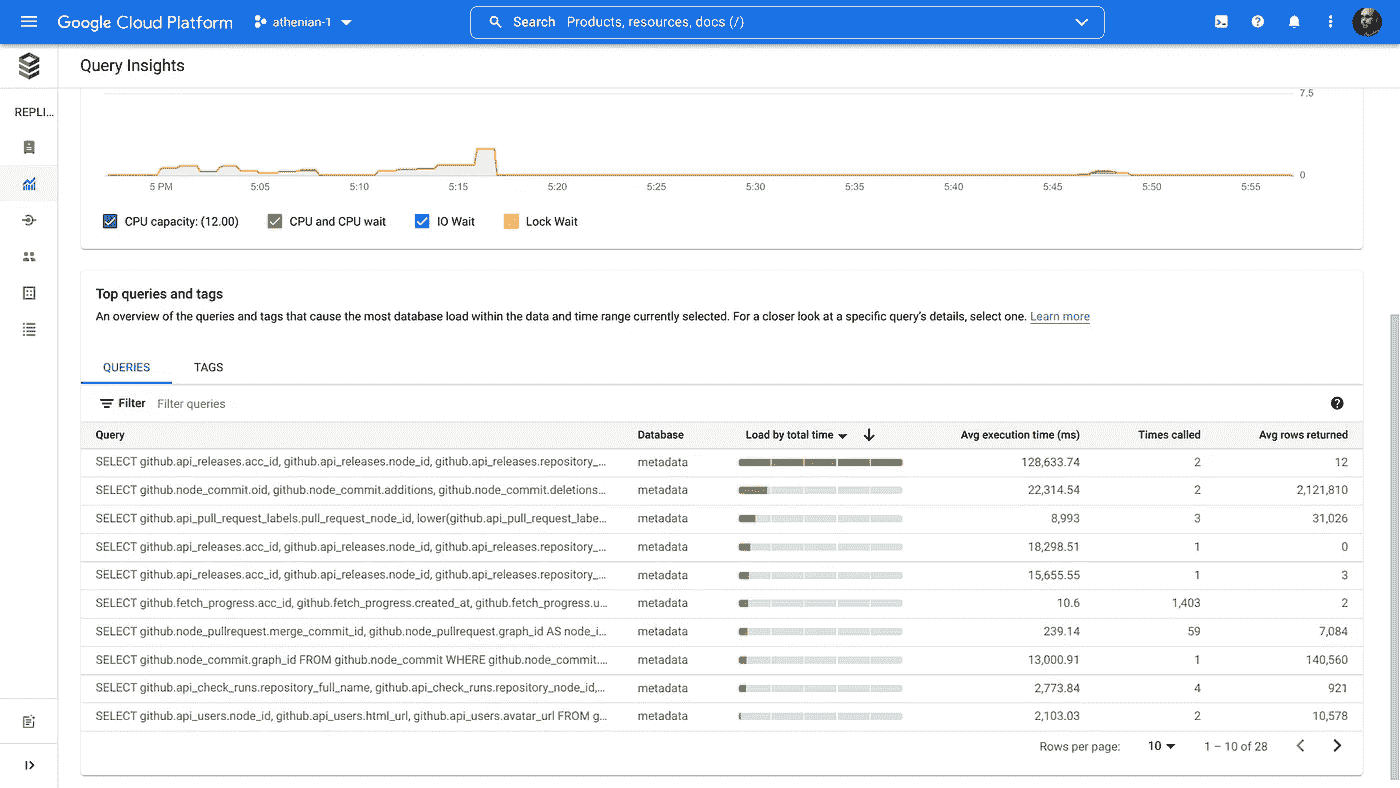 Google Cloud Platform athenian-1 Search Products, resources, docs (/)
Query Insights
REPLI...
7.5
0
5 PM 5:05 5:10 5:15 5:20 5:25 5:30 5:35 5:40 5:45 5:50 5:55
CPU capacity: (12.00) CPU and CPU wait IO Wait Lock Wait
Top queries and tags
An overview of the queries and tags that cause the most database load within the data and time range currently selected. For a closer look at a specific query's details, select one. Learn more
QUERIES TAGS
Filter Filter queries
Query Database Load by total time Avg execution time (ms) Times called Avg rows returned
SELECT github.api_releases.acc_id, github.api_releases.node_id, github.api_releases.repository_... metadata 128,633.74 2 12
SELECT github.node_commit.oid, github.node_commit.additions, github.node_commit.deletions... metadata 22,314.54 2 2,121,810
SELECT github.api_pull_request_labels.pull_request_node_id, lower(github.api_pull_request_labe... metadata 8,993 3 31,026
SELECT github.api_releases.acc_id, github.api_releases.node_id, github.api_releases.repository_... metadata 18,298.51 1 0
SELECT github.api_releases.acc_id, github.api_releases.node_id, github.api_releases.repository_... metadata 15,655.55 1 3
SELECT github.fetch_progress.acc_id, github.fetch_progress.created_at, github.fetch_progress.u... metadata 10.6 1,403 2
SELECT github.node_pullrequest.merge_commit_id, github.node_pullrequest.graph_id AS node_i... metadata 239.14 59 7,084
SELECT github.node_commit.graph_id FROM github.node_commit WHERE github.node_commit.... metadata 13,000.91 1 140,560
SELECT github.api_check_runs.repository_full_name, github.api_check_runs.repository_node_id,... metadata 2,773.84 4 921
SELECT github.api_users.node_id, github.api_users.html_url, github.api_users.avatar_url FROM g... metadata 2,103.03 2 10,578
Rows per page: 10 1 – 10 of 28